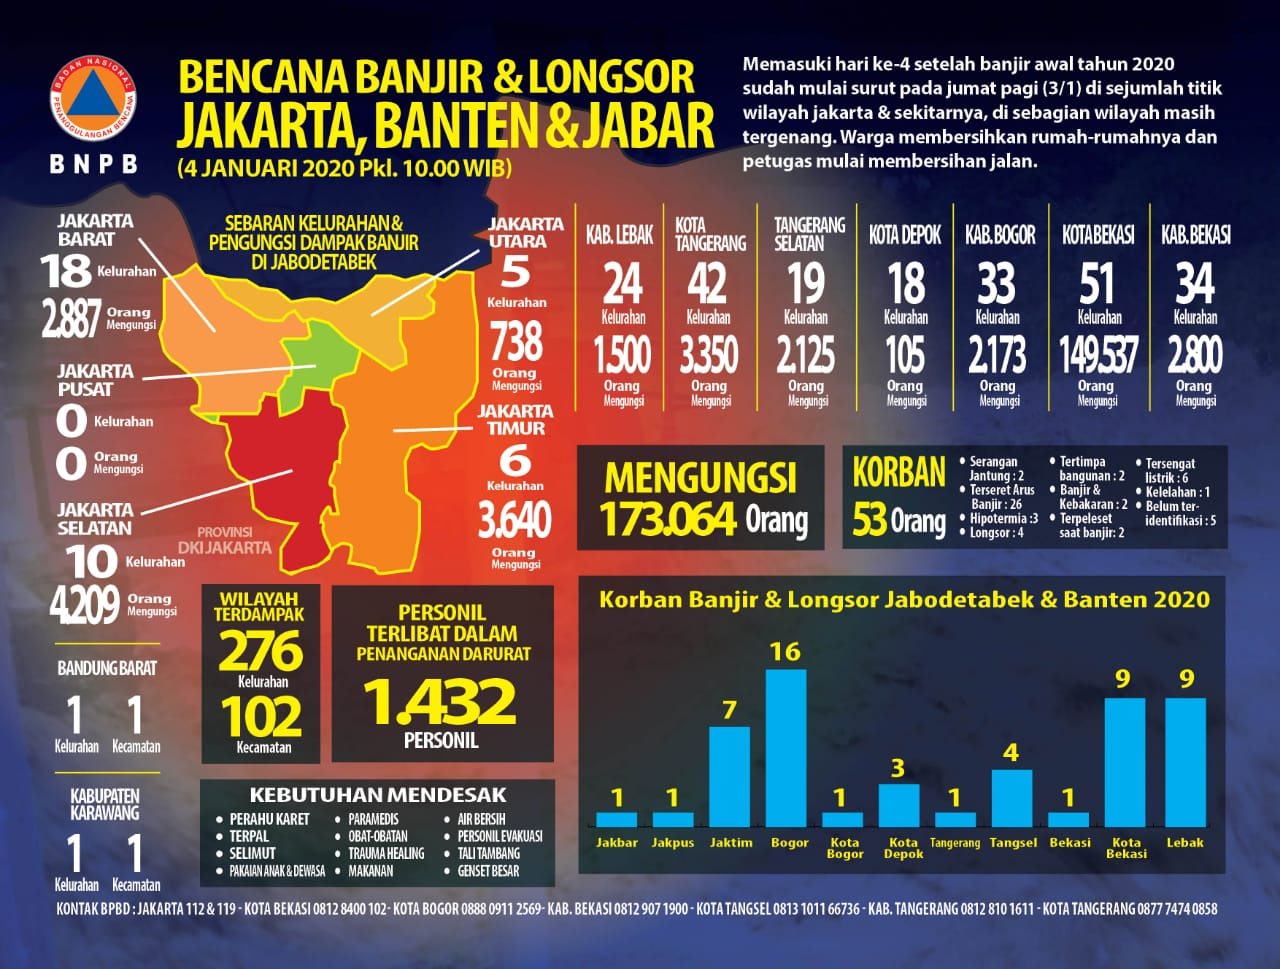 BADAN NASIONAL
PENANGGULANGAN BENCANA
BNPB
BENCANA BANJIR & LONGSOR
JAKARTA, BANTEN & JABAR
(4 JANUARI 2020 Pkl. 10.00 WIB)
Memasuki hari ke-4 setelah banjir awal tahun 2020
sudah mulai surut pada jumat pagi (3/1) di sejumlah titik
wilayah jakarta & sekitarnya, di sebagian wilayah masih
tergenang. Warga membersihkan rumah-rumahnya dan
petugas mulai membersihan jalan.
SEBARAN KELURAHAN &
PENGUNGSI DAMPAK BANJIR
DI JABODETABEK
JAKARTA
BARAT
18 Kelurahan
2.887 Orang
Mengungsi
JAKARTA
PUSAT
0 Kelurahan
0 Orang
Mengungsi
JAKARTA
SELATAN
10 Kelurahan
4.209 Orang
Mengungsi
PROVINSI
DKI JAKARTA
JAKARTA
UTARA
5
Kelurahan
738
Orang
Mengungsi
JAKARTA
TIMUR
6
Kelurahan
3.640
Orang
Mengungsi
KAB. LEBAK
24
Kelurahan
1.500
Orang
Mengungsi
KOTA
TANGERANG
42
Kelurahan
3.350
Orang
Mengungsi
TANGERANG
SELATAN
19
Kelurahan
2.125
Orang
Mengungsi
KOTA DEPOK
18
Kelurahan
105
Orang
Mengungsi
KAB. BOGOR
33
Kelurahan
2.173
Orang
Mengungsi
KOTA BEKASI
51
Kelurahan
149.537
Orang
Mengungsi
KAB. BEKASI
34
Kelurahan
2.800
Orang
Mengungsi
MENGUNGSI
173.064 Orang
KORBAN
53 Orang
• Serangan
Jantung : 2
• Terseret Arus
Banjir : 26
• Hipotermia :3
• Longsor : 4
• Tertimpa
bangunan : 2
• Banjir &
Kebakaran : 2
• Terpeleset
saat banjir: 2
• Tersengat
listrik : 6
• Kelelahan : 1
• Belum ter-
identifikasi : 5
BANDUNG BARAT
1 1
Kelurahan Kecamatan
KABUPATEN
KARAWANG
1 1
Kelurahan Kecamatan
WILAYAH
TERDAMPAK
276
Kelurahan
102
Kecamatan
PERSONIL
TERLIBAT DALAM
PENANGANAN DARURAT
1.432
PERSONIL
KEBUTUHAN MENDESAK
• PERAHU KARET
• TERPAL
• SELIMUT
• PAKAIAN ANAK & DEWASA
• PARAMEDIS
• OBAT-OBATAN
• TRAUMA HEALING
• MAKANAN
• AIR BERSIH
• PERSONIL EVAKUASI
• TALI TAMBANG
• GENSET BESAR
Korban Banjir & Longsor Jabodetabek & Banten 2020
1 1 7 16 1 3 1 4 1 9 9
Jakbar Jakpus Jaktim Bogor Kota Bogor Kota Depok Tangerang Tangsel Bekasi Kota Bekasi Lebak
KONTAK BPBD : JAKARTA 112 & 119 - KOTA BEKASI 0812 8400 102- KOTA BOGOR 0888 0911 2569- KAB. BEKASI 0812 907 1900 - KOTA TANGSEL 0813 1011 66736 - KAB. TANGERANG 0812 810 1611 - KOTA TANGERANG 0877 7474 0858